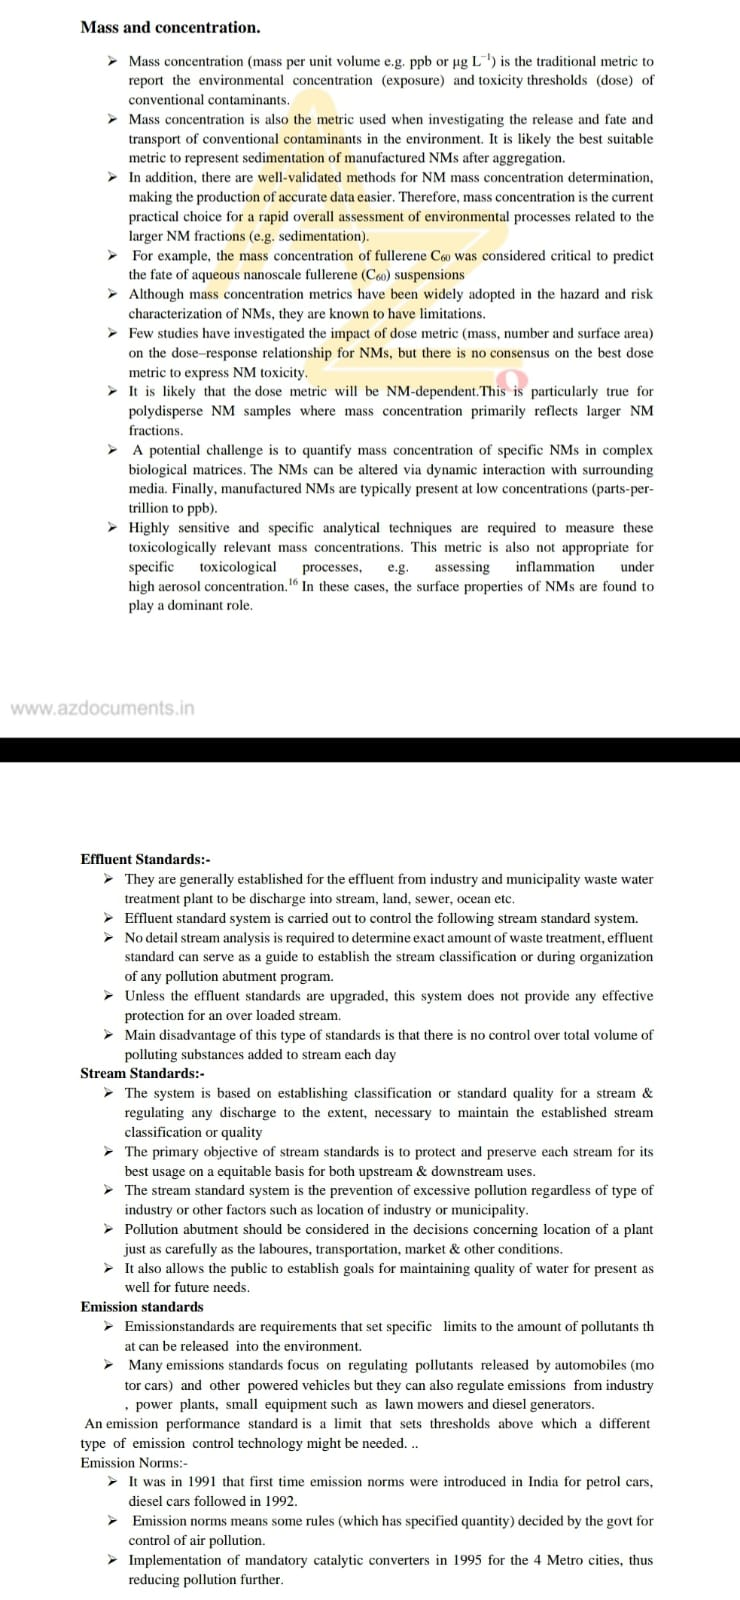 Mass and concentration.
➢ Mass concentration (mass per unit volume e.g. ppb or µg L⁻¹) is the traditional metric to
report the environmental concentration (exposure) and toxicity thresholds (dose) of
conventional contaminants.
➢ Mass concentration is also the metric used when investigating the release and fate and
transport of conventional contaminants in the environment. It is likely the best suitable
metric to represent sedimentation of manufactured NMs after aggregation.
➢ In addition, there are well-validated methods for NM mass concentration determination,
making the production of accurate data easier. Therefore, mass concentration is the current
practical choice for a rapid overall assessment of environmental processes related to the
larger NM fractions (e.g. sedimentation).
➢ For example, the mass concentration of fullerene C₆₀ was considered critical to predict
the fate of aqueous nanoscale fullerene (C₆₀) suspensions
➢ Although mass concentration metrics have been widely adopted in the hazard and risk
characterization of NMs, they are known to have limitations.
➢ Few studies have investigated the impact of dose metric (mass, number and surface area)
on the dose–response relationship for NMs, but there is no consensus on the best dose
metric to express NM toxicity.
➢ It is likely that the dose metric will be NM-dependent.This is particularly true for
polydisperse NM samples where mass concentration primarily reflects larger NM
fractions.
➢ A potential challenge is to quantify mass concentration of specific NMs in complex
biological matrices. The NMs can be altered via dynamic interaction with surrounding
media. Finally, manufactured NMs are typically present at low concentrations (parts-per-
trillion to ppb).
➢ Highly sensitive and specific analytical techniques are required to measure these
toxicologically relevant mass concentrations. This metric is also not appropriate for
specific toxicological processes, e.g. assessing inflammation under
high aerosol concentration.¹⁶ In these cases, the surface properties of NMs are found to
play a dominant role.
www.azdocuments.in
Effluent Standards:-
➢ They are generally established for the effluent from industry and municipality waste water
treatment plant to be discharge into stream, land, sewer, ocean etc.
➢ Effluent standard system is carried out to control the following stream standard system.
➢ No detail stream analysis is required to determine exact amount of waste treatment, effluent
standard can serve as a guide to establish the stream classification or during organization
of any pollution abutment program.
➢ Unless the effluent standards are upgraded, this system does not provide any effective
protection for an over loaded stream.
➢ Main disadvantage of this type of standards is that there is no control over total volume of
polluting substances added to stream each day
Stream Standards:-
➢ The system is based on establishing classification or standard quality for a stream &
regulating any discharge to the extent, necessary to maintain the established stream
classification or quality
➢ The primary objective of stream standards is to protect and preserve each stream for its
best usage on a equitable basis for both upstream & downstream uses.
➢ The stream standard system is the prevention of excessive pollution regardless of type of
industry or other factors such as location of industry or municipality.
➢ Pollution abutment should be considered in the decisions concerning location of a plant
just as carefully as the laboures, transportation, market & other conditions.
➢ It also allows the public to establish goals for maintaining quality of water for present as
well for future needs.
Emission standards
➢ Emissionstandards are requirements that set specific limits to the amount of pollutants th
at can be released into the environment.
➢ Many emissions standards focus on regulating pollutants released by automobiles (mo
tor cars) and other powered vehicles but they can also regulate emissions from industry
, power plants, small equipment such as lawn mowers and diesel generators.
An emission performance standard is a limit that sets thresholds above which a different
type of emission control technology might be needed. ..
Emission Norms:-
➢ It was in 1991 that first time emission norms were introduced in India for petrol cars,
diesel cars followed in 1992.
➢ Emission norms means some rules (which has specified quantity) decided by the govt for
control of air pollution.
➢ Implementation of mandatory catalytic converters in 1995 for the 4 Metro cities, thus
reducing pollution further.